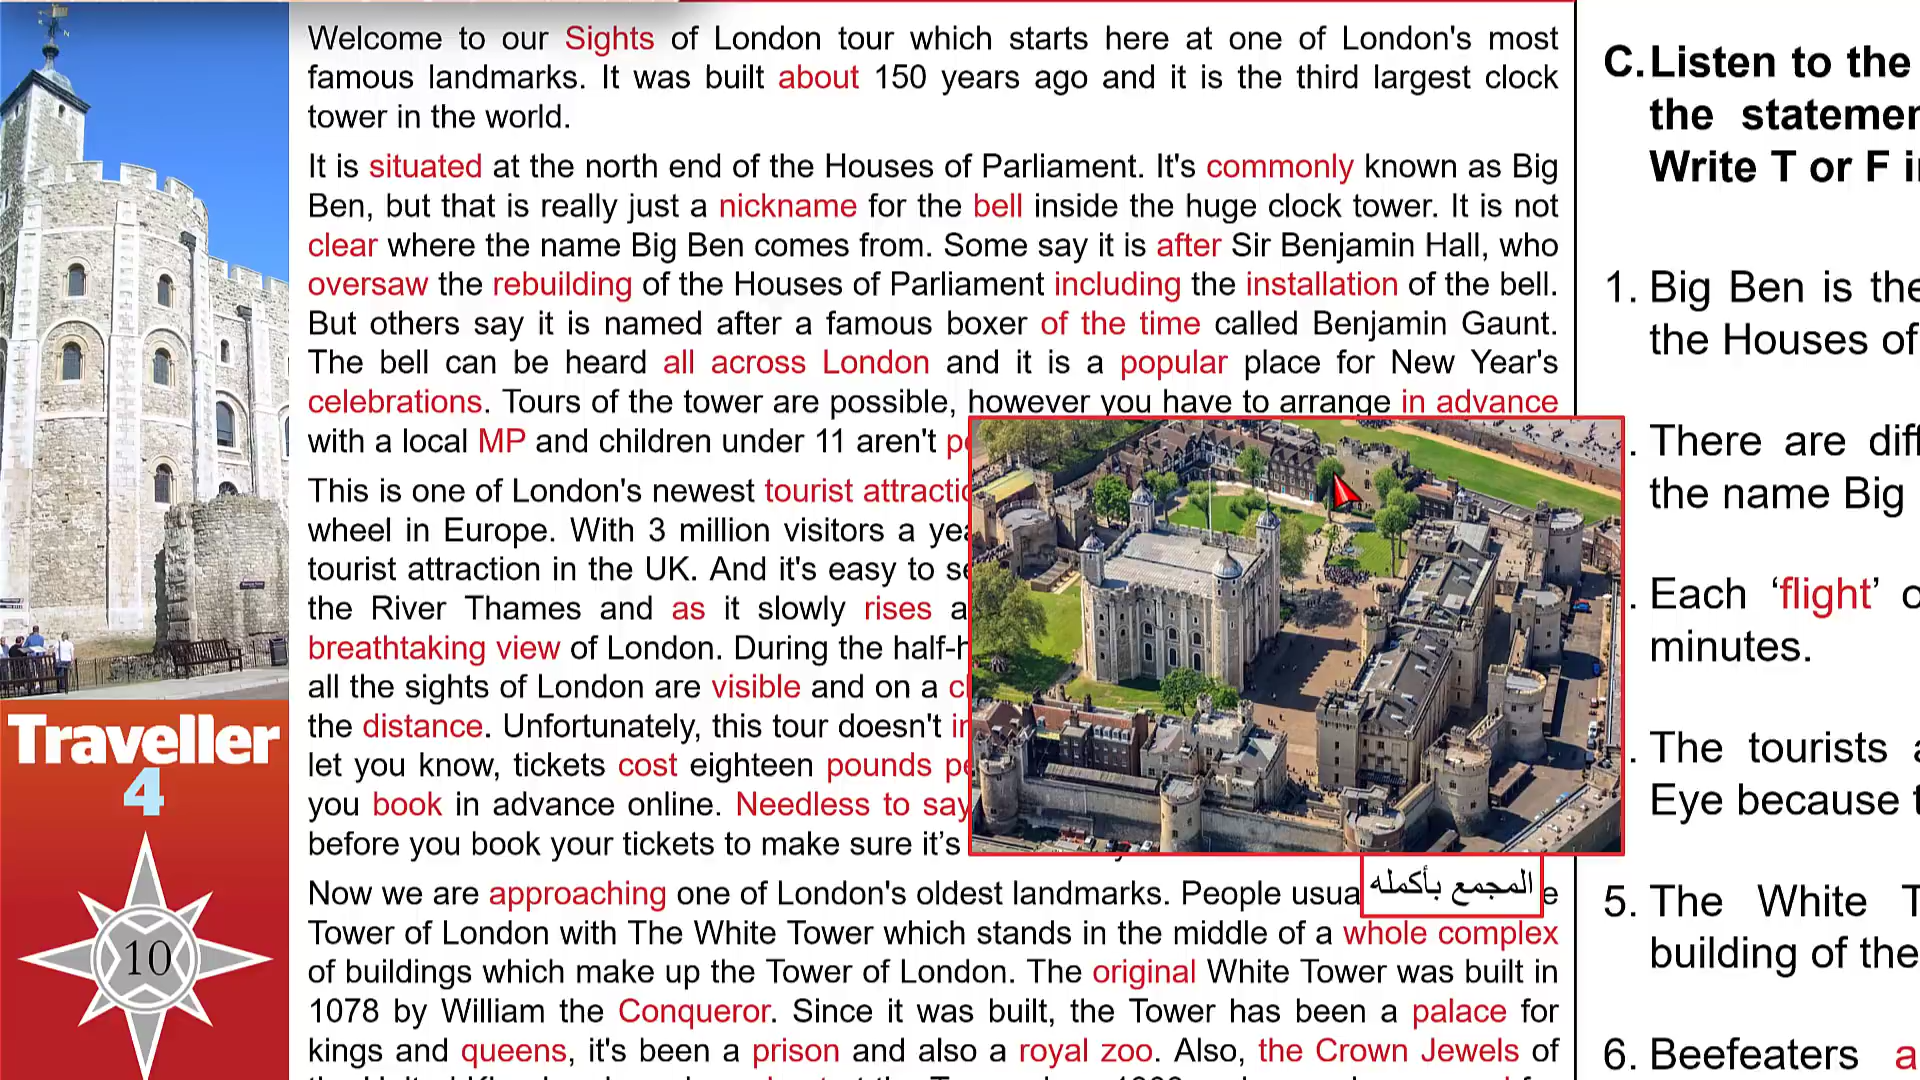 Welcome to our Sights of London tour which starts here at one of London's most
famous landmarks. It was built about 150 years ago and it is the third largest clock
tower in the world.
It is situated at the north end of the Houses of Parliament. It's commonly known as Big
Ben, but that is really just a nickname for the bell inside the huge clock tower. It is not
clear where the name Big Ben comes from. Some say it is after Sir Benjamin Hall, who
oversaw the rebuilding of the Houses of Parliament including the installation of the bell.
But others say it is named after a famous boxer of the time called Benjamin Gaunt.
The bell can be heard all across London and it is a popular place for New Year's
celebrations. Tours of the tower are possible, however you have to arrange in advance
with a local MP and children under 11 aren't
This is one of London's newest tourist
wheel in Europe. With 3 million visitors a
tourist attraction in the UK. And it's easy to
the River Thames and as it slowly rises
breathtaking view of London. During the
all the sights of London are visible and on a
the distance. Unfortunately, this tour doesn't
let you know, tickets cost eighteen pounds
you book in advance online. Needless to say
before you book your tickets to make sure it’s
Now we are approaching one of London's oldest landmarks. People
المجمع بأكمله
Tower of London with The White Tower which stands in the middle of a whole complex
of buildings which make up the Tower of London. The original White Tower was built in
1078 by William the Conqueror. Since it was built, the Tower has been a palace for
kings and queens, it's been a prison and also a royal zoo. Also, the Crown Jewels of
C.Listen to the
the
Write T or F
1. Big Ben is
the Houses of
. There are
the name Big
. Each ‘flight’
minutes.
. The tourists
Eye because
5. The White
building of the
6. Beefeaters
Traveller
4
10